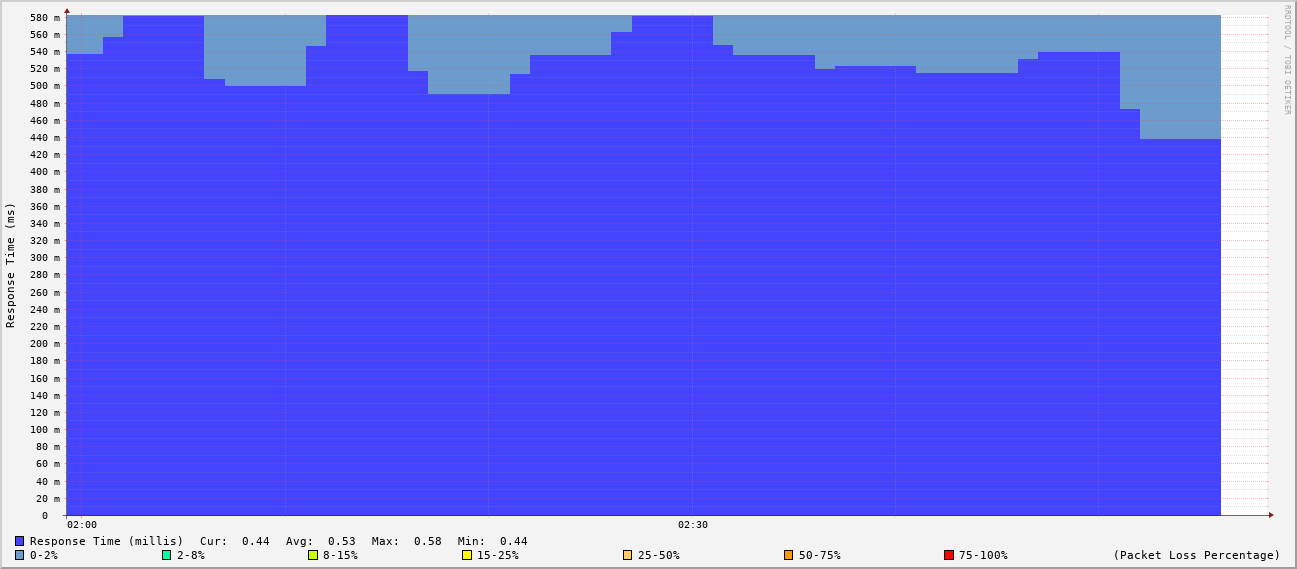 RRDTOOL / TOBI OETIKER
Response Time (ms)
580 m
560 m
540 m
520 m
500 m
480 m
460 m
440 m
420 m
400 m
380 m
360 m
340 m
320 m
300 m
280 m
260 m
240 m
220 m
200 m
180 m
160 m
140 m
120 m
100 m
80 m
60 m
40 m
20 m
0
02:00 02:30
Response Time (millis) Cur: 0.44 Avg: 0.53 Max: 0.58 Min: 0.44
0-2% 2-8% 8-15% 15-25% 25-50% 50-75% 75-100% (Packet Loss Percentage)